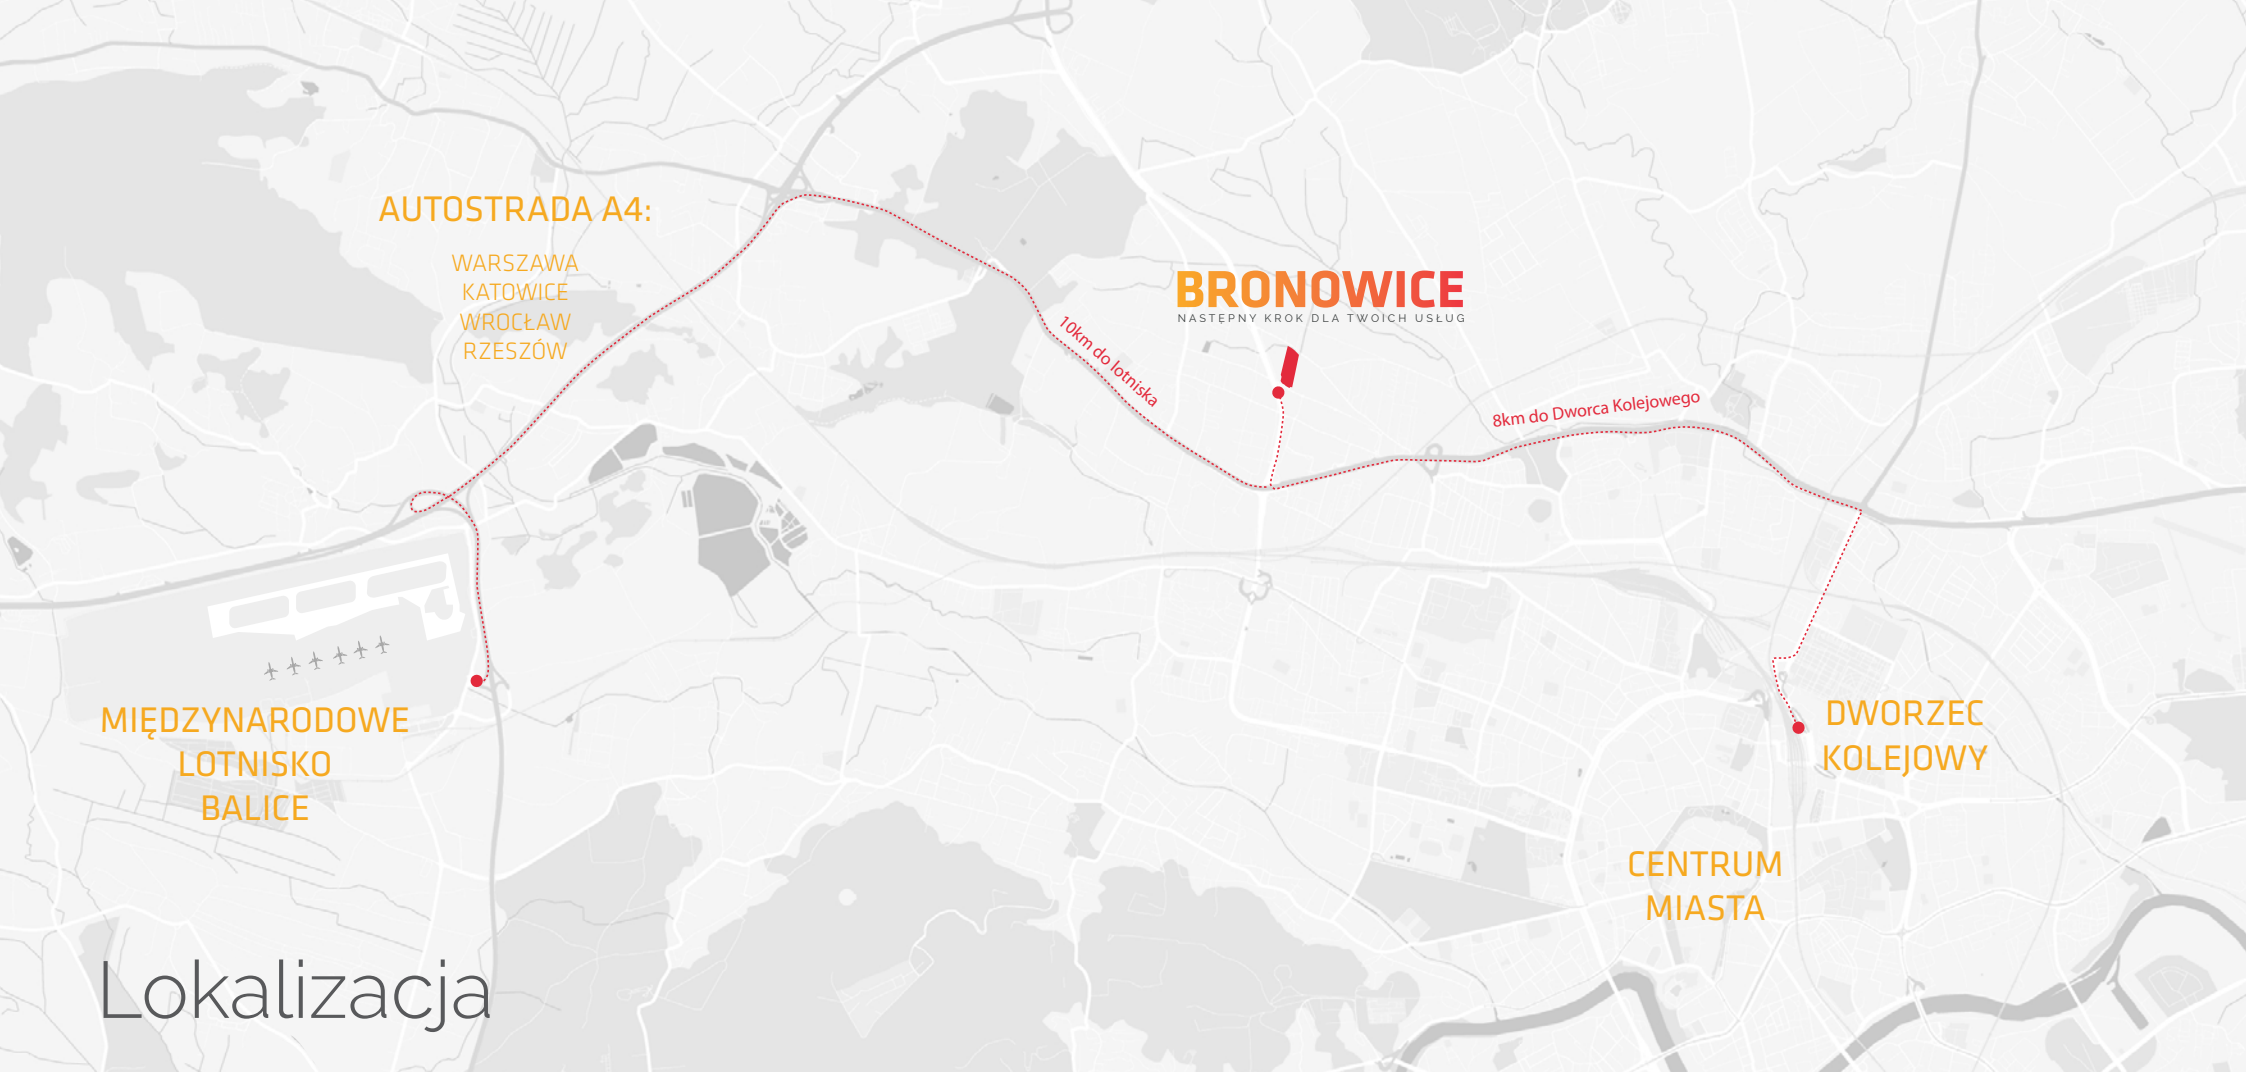 AUTOSTRADA A4:
WARSZAWA
KATOWICE
WROCŁAW
RZESZÓW
BRONOWICE
NASTĘPNY KROK DLA TWOICH USŁUG
10km do lotniska
8km do Dworca Kolejowego
MIĘDZYNARODOWE
LOTNISKO
BALICE
DWORZEC
KOLEJOWY
CENTRUM
MIASTA
Lokalizacja